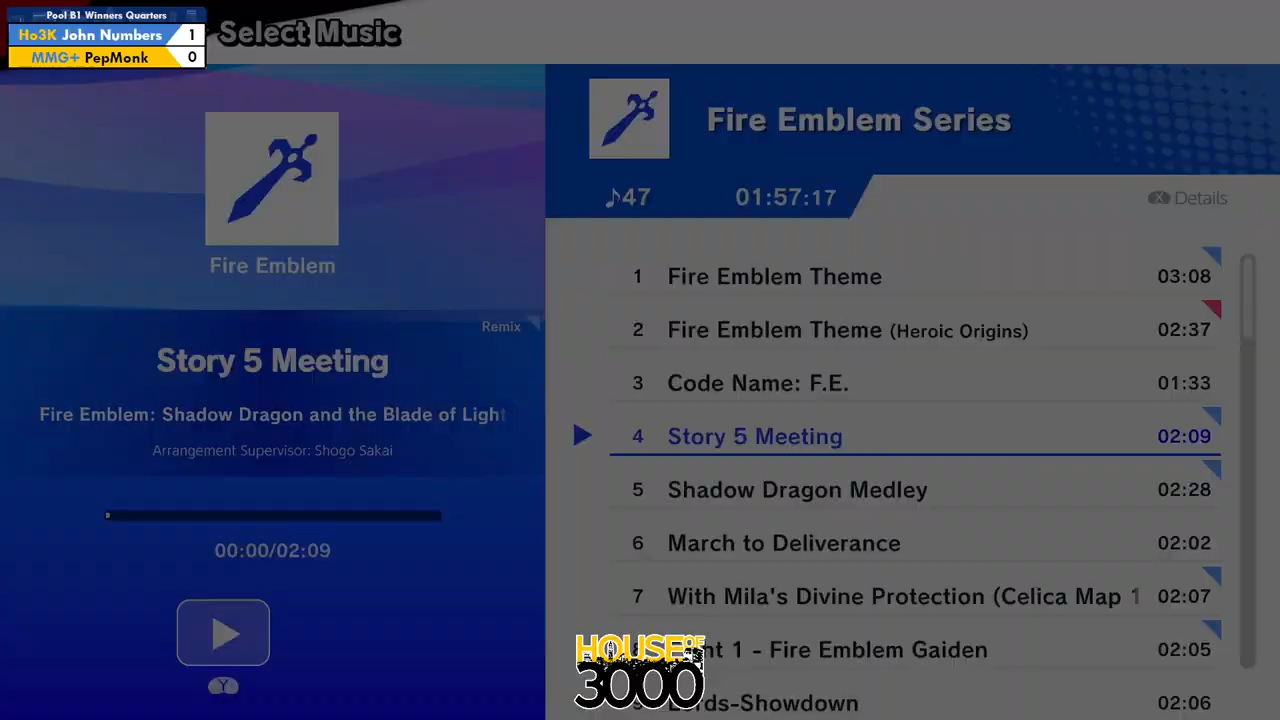 Pool B1 Winners Quarters
Ho3K John Numbers 1
MMG+ PepMonk 0
Select Music
Fire Emblem
Remix
Story 5 Meeting
Fire Emblem: Shadow Dragon and the Blade of Light
Arrangement Supervisor: Shogo Sakai
00:00/02:09
Y
Fire Emblem Series
♪47 01:57:17
X Details
1 Fire Emblem Theme 03:08
2 Fire Emblem Theme (Heroic Origins) 02:37
3 Code Name: F.E. 01:33
4 Story 5 Meeting 02:09
5 Shadow Dragon Medley 02:28
6 March to Deliverance 02:02
7 With Mila's Divine Protection (Celica Map 1 02:07
1 - Fire Emblem Gaiden 02:05
Lords-Showdown 02:06
HOUSE OF
3000